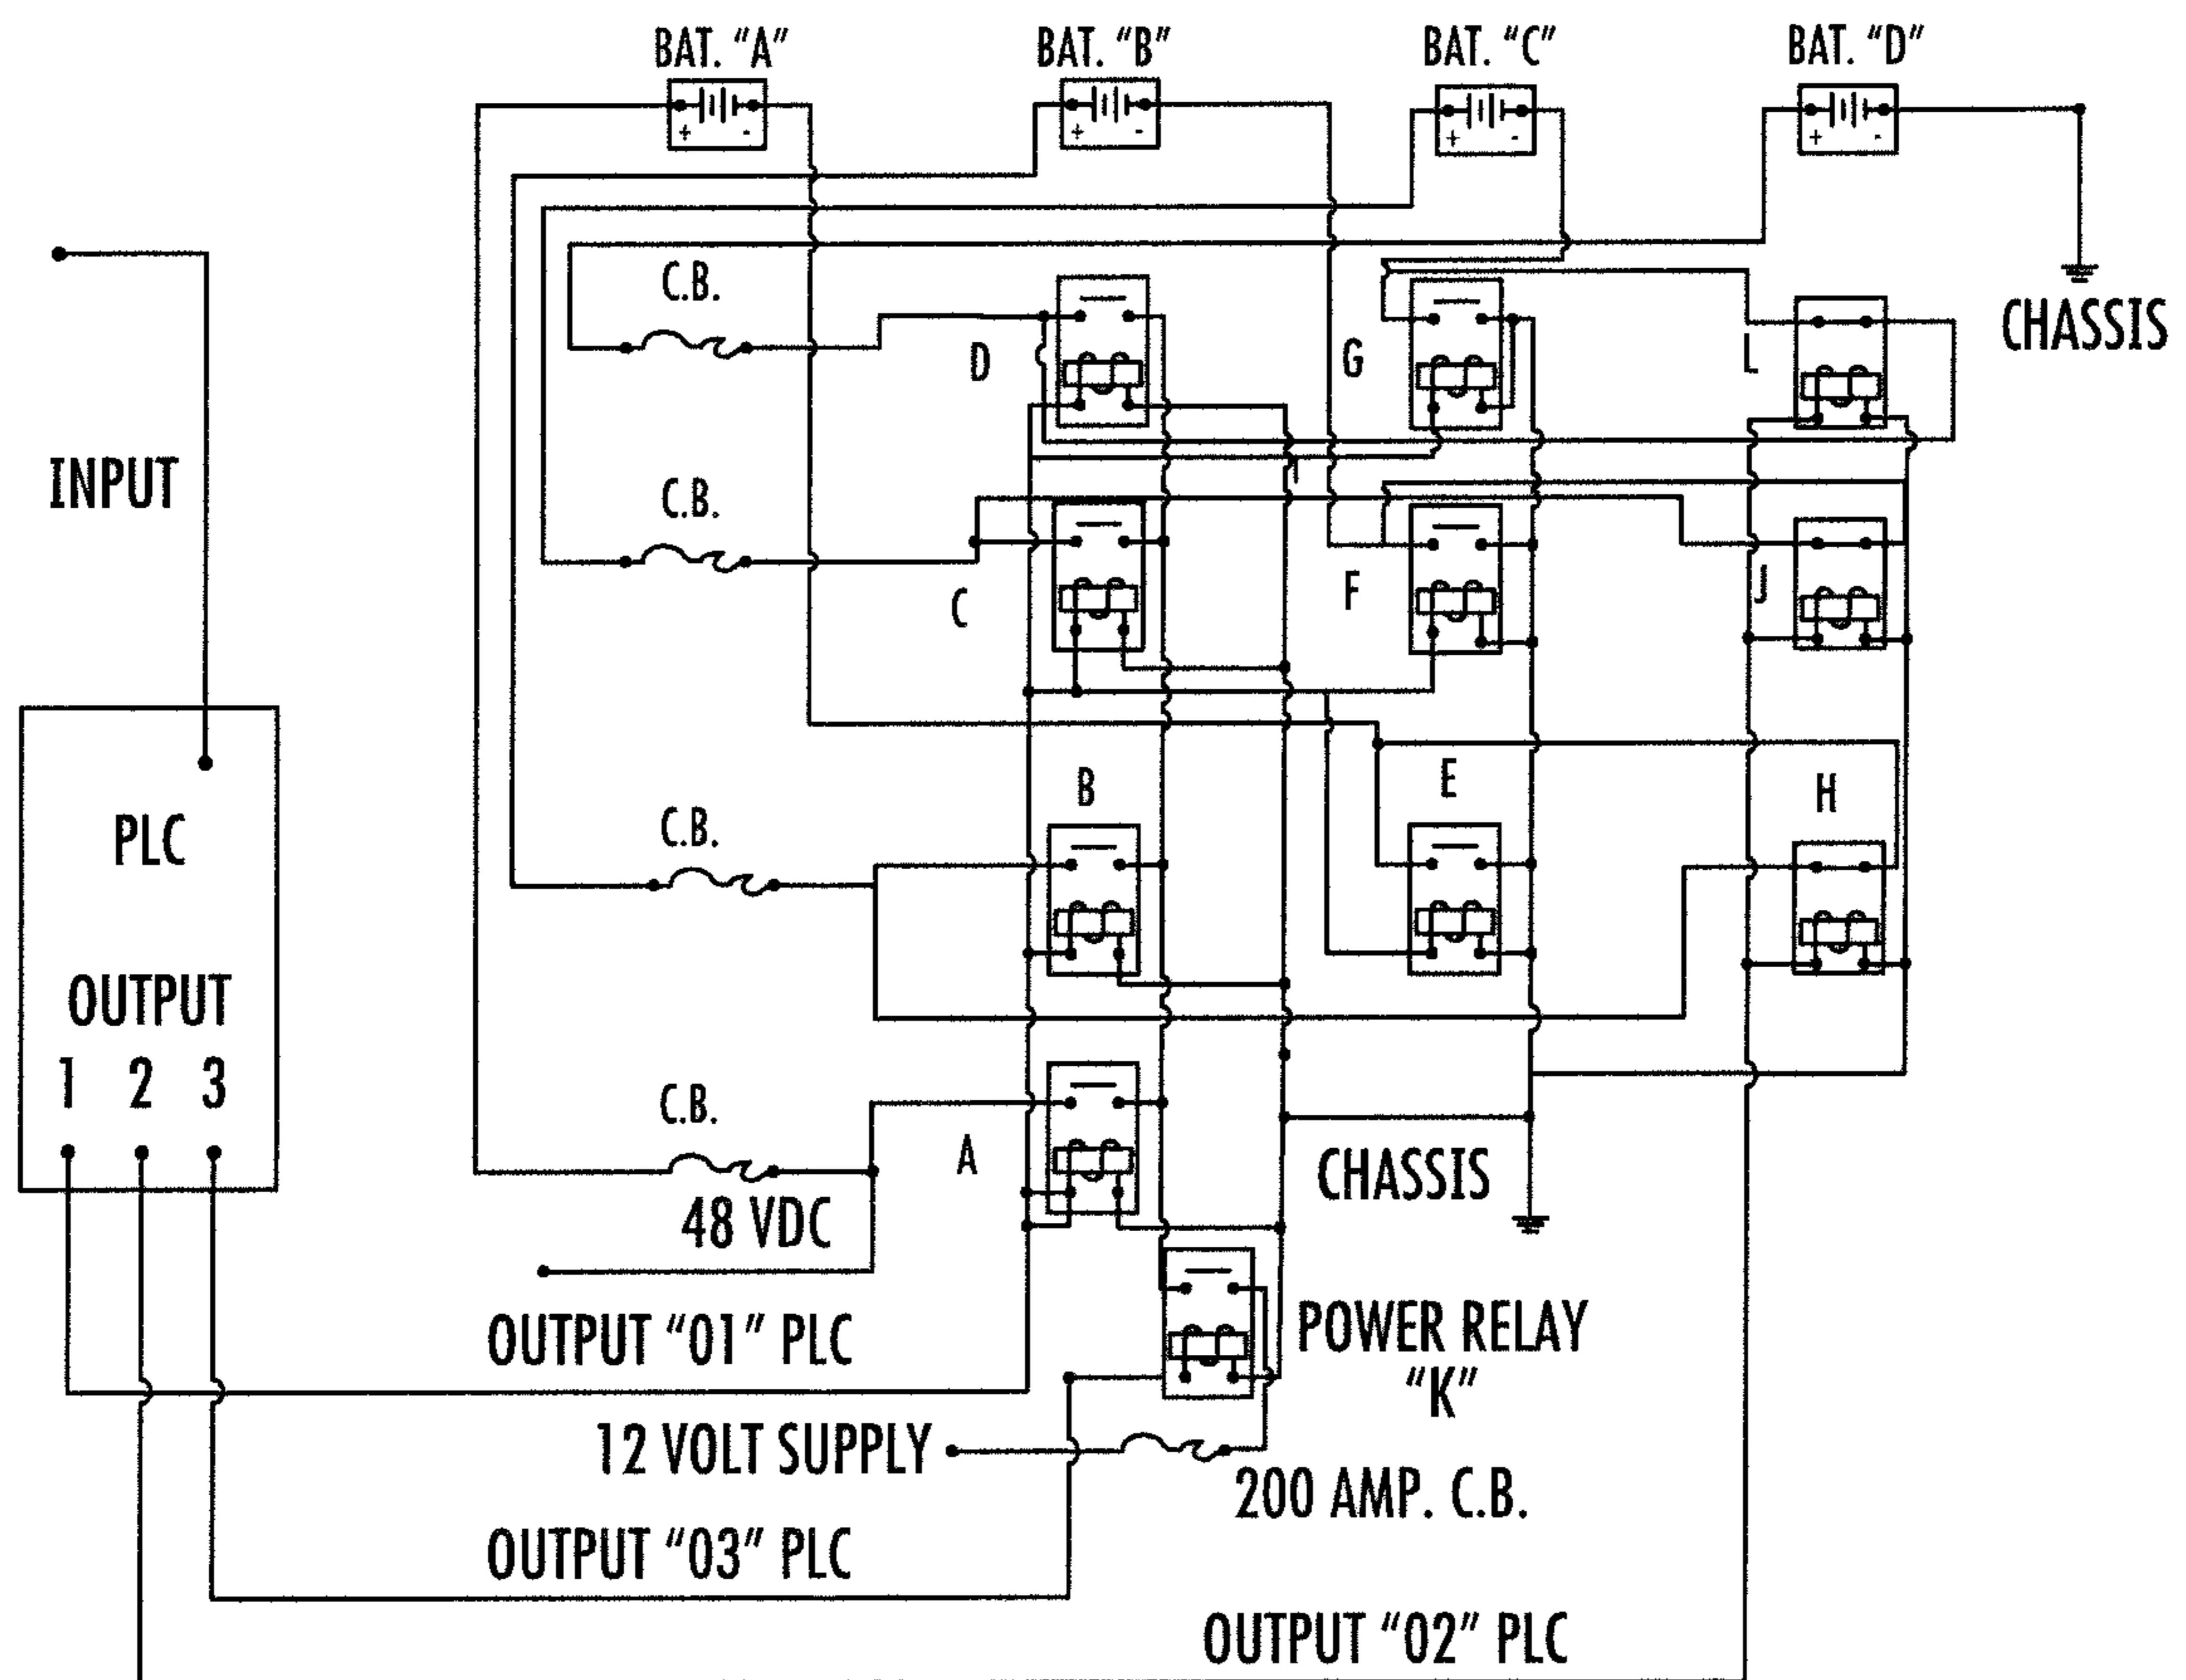 BAT. "A"
BAT. "B"
BAT. "C"
BAT. "D"
+ -
+ -
+ -
+ -
C.B.
D
G
L
CHASSIS
INPUT
C.B.
C
F
J
PLC
C.B.
B
E
H
OUTPUT
1 2 3
C.B.
A
48 VDC
CHASSIS
OUTPUT "01" PLC
POWER RELAY
"K"
12 VOLT SUPPLY
200 AMP. C.B.
OUTPUT "03" PLC
OUTPUT "02" PLC